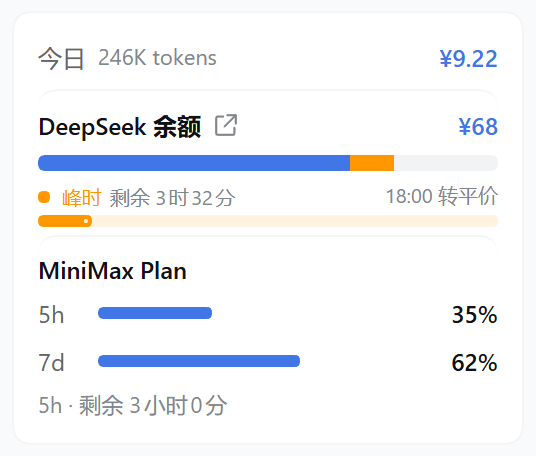 今日 246K tokens ¥9.22
DeepSeek 余额 ¥68
峰时 剩余 3时32分 18:00 转平价
MiniMax Plan
5h 35%
7d 62%
5h · 剩余 3小时0分